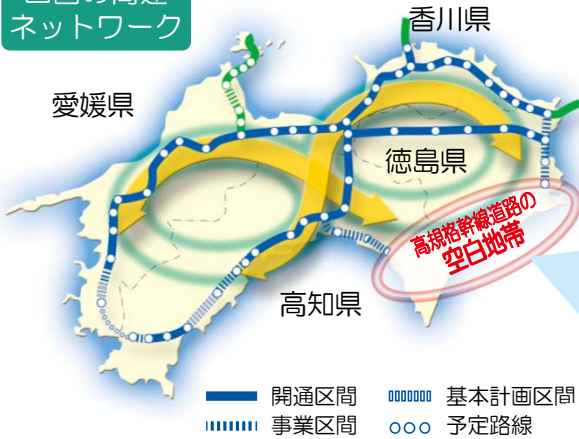 ネットワーク
香川県
愛媛県
徳島県
高規格幹線道路の
空白地帯
高知県
開通区間
基本計画区間
事業区間
予定路線